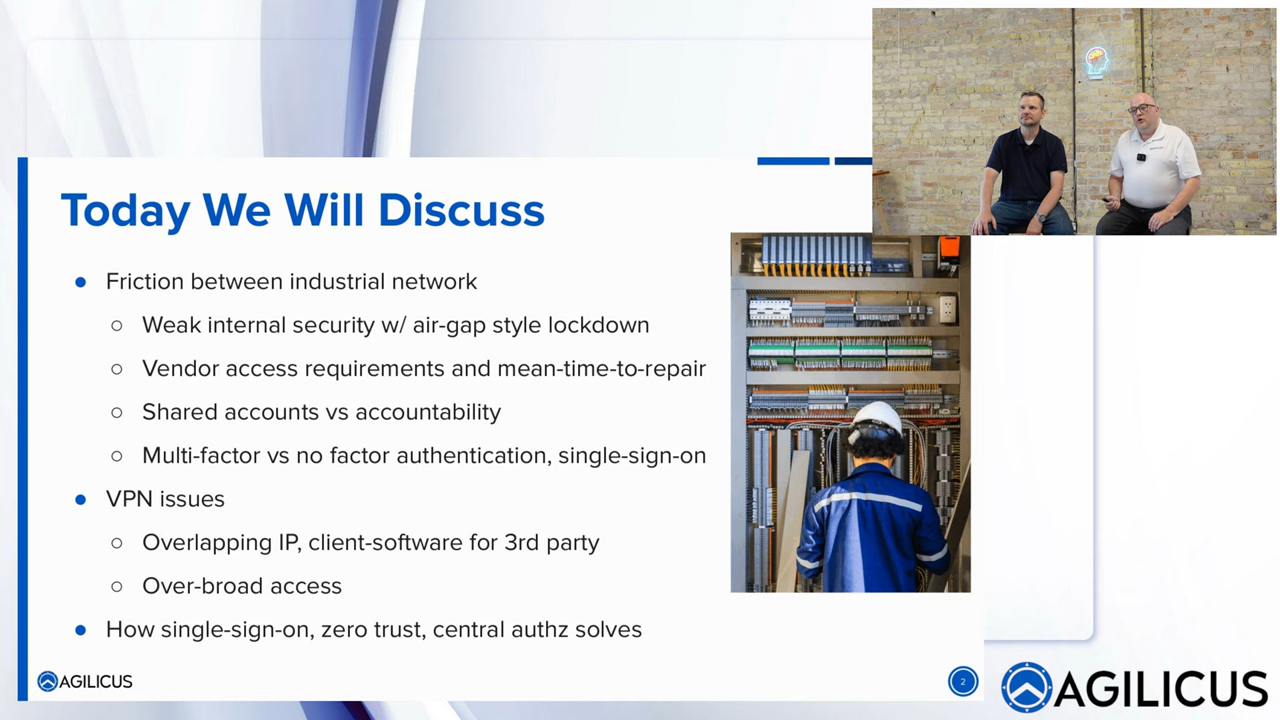 Today We Will Discuss
Friction between industrial network
Weak internal security w/ air-gap style lockdown
Vendor access requirements and mean-time-to-repair
Shared accounts vs accountability
Multi-factor vs no factor authentication, single-sign-on
VPN issues
Overlapping IP, client-software for 3rd party
Over-broad access
How single-sign-on, zero trust, central authz solves
AGILICUS
2
AGILICUS